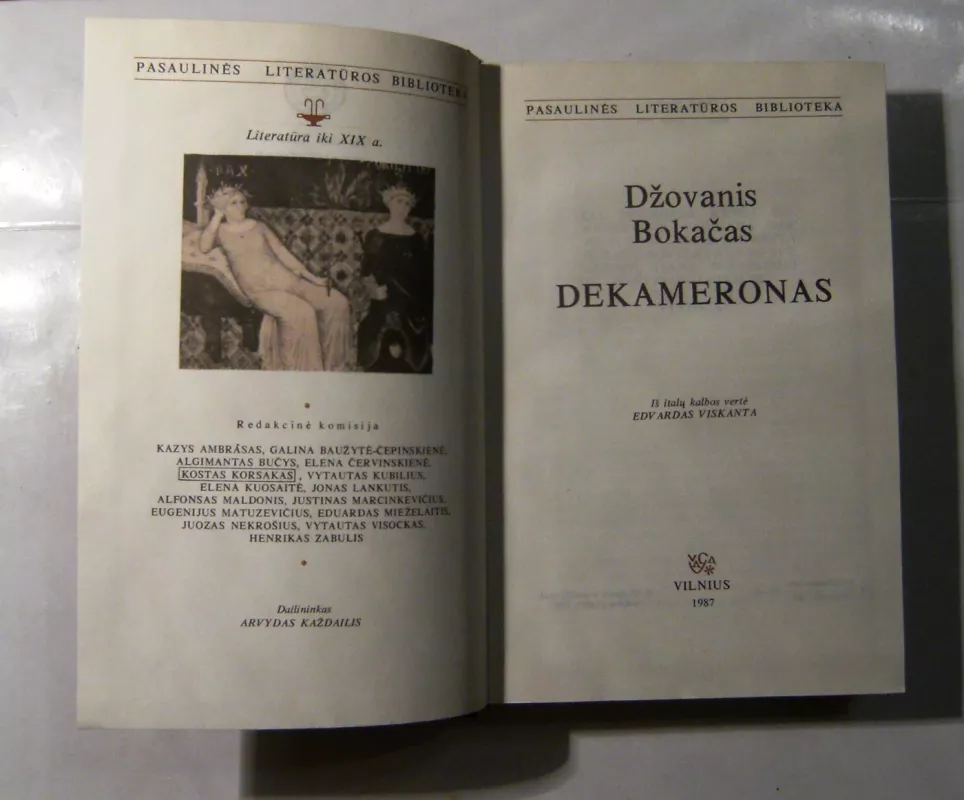 PASAULINĖS LITERATŪROS BIBLIOTEKA
Literatūra iki XIX a.
PAX
Redakcinė komisija
KAZYS AMBRASAS, GALINA BAUŽYTĖ-ČEPINSKIENĖ,
ALGIMANTAS BUČYS, ELENA ČERVINSKIENĖ,
KOSTAS KORSAKAS, VYTAUTAS KUBILIUS,
ELENA KUOSAITĖ, JONAS LANKUTIS,
ALFONSAS MALDONIS, JUSTINAS MARCINKEVIČIUS,
EUGENIJUS MATUZEVIČIUS, EDUARDAS MIEŽELAITIS,
JUOZAS NEKROŠIUS, VYTAUTAS VISOCKAS,
HENRIKAS ZABULIS
Dailininkas
ARVYDAS KAŽDAILIS
PASAULINĖS LITERATŪROS BIBLIOTEKA
Džovanis
Bokačas
DEKAMERONAS
Iš italų kalbos vertė
EDVARDAS VISKANTA
VILNIUS
1987